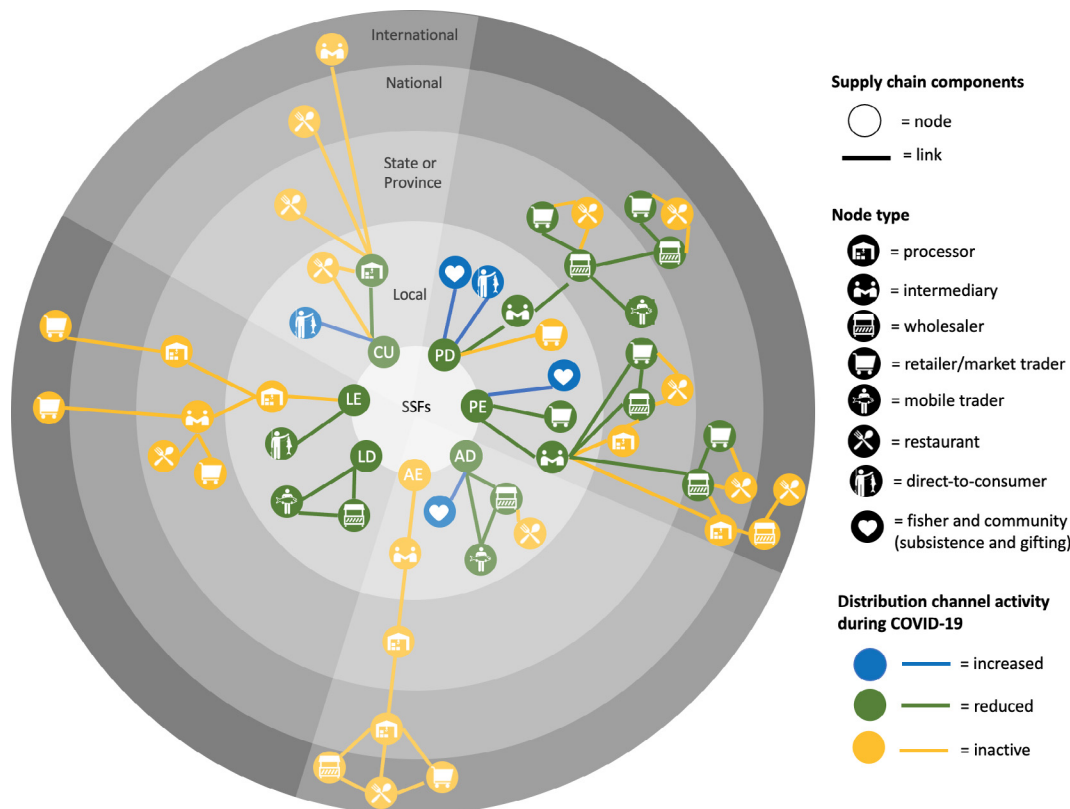 International
National
State or
Province
Local
SSFs
CU
PD
LE
PE
LD
AE
AD
Supply chain components
= node
= link
Node type
= processor
= intermediary
= wholesaler
= retailer/market trader
= mobile trader
= restaurant
= direct-to-consumer
= fisher and community
(subsistence and gifting)
Distribution channel activity
during COVID-19
= increased
= reduced
= inactive